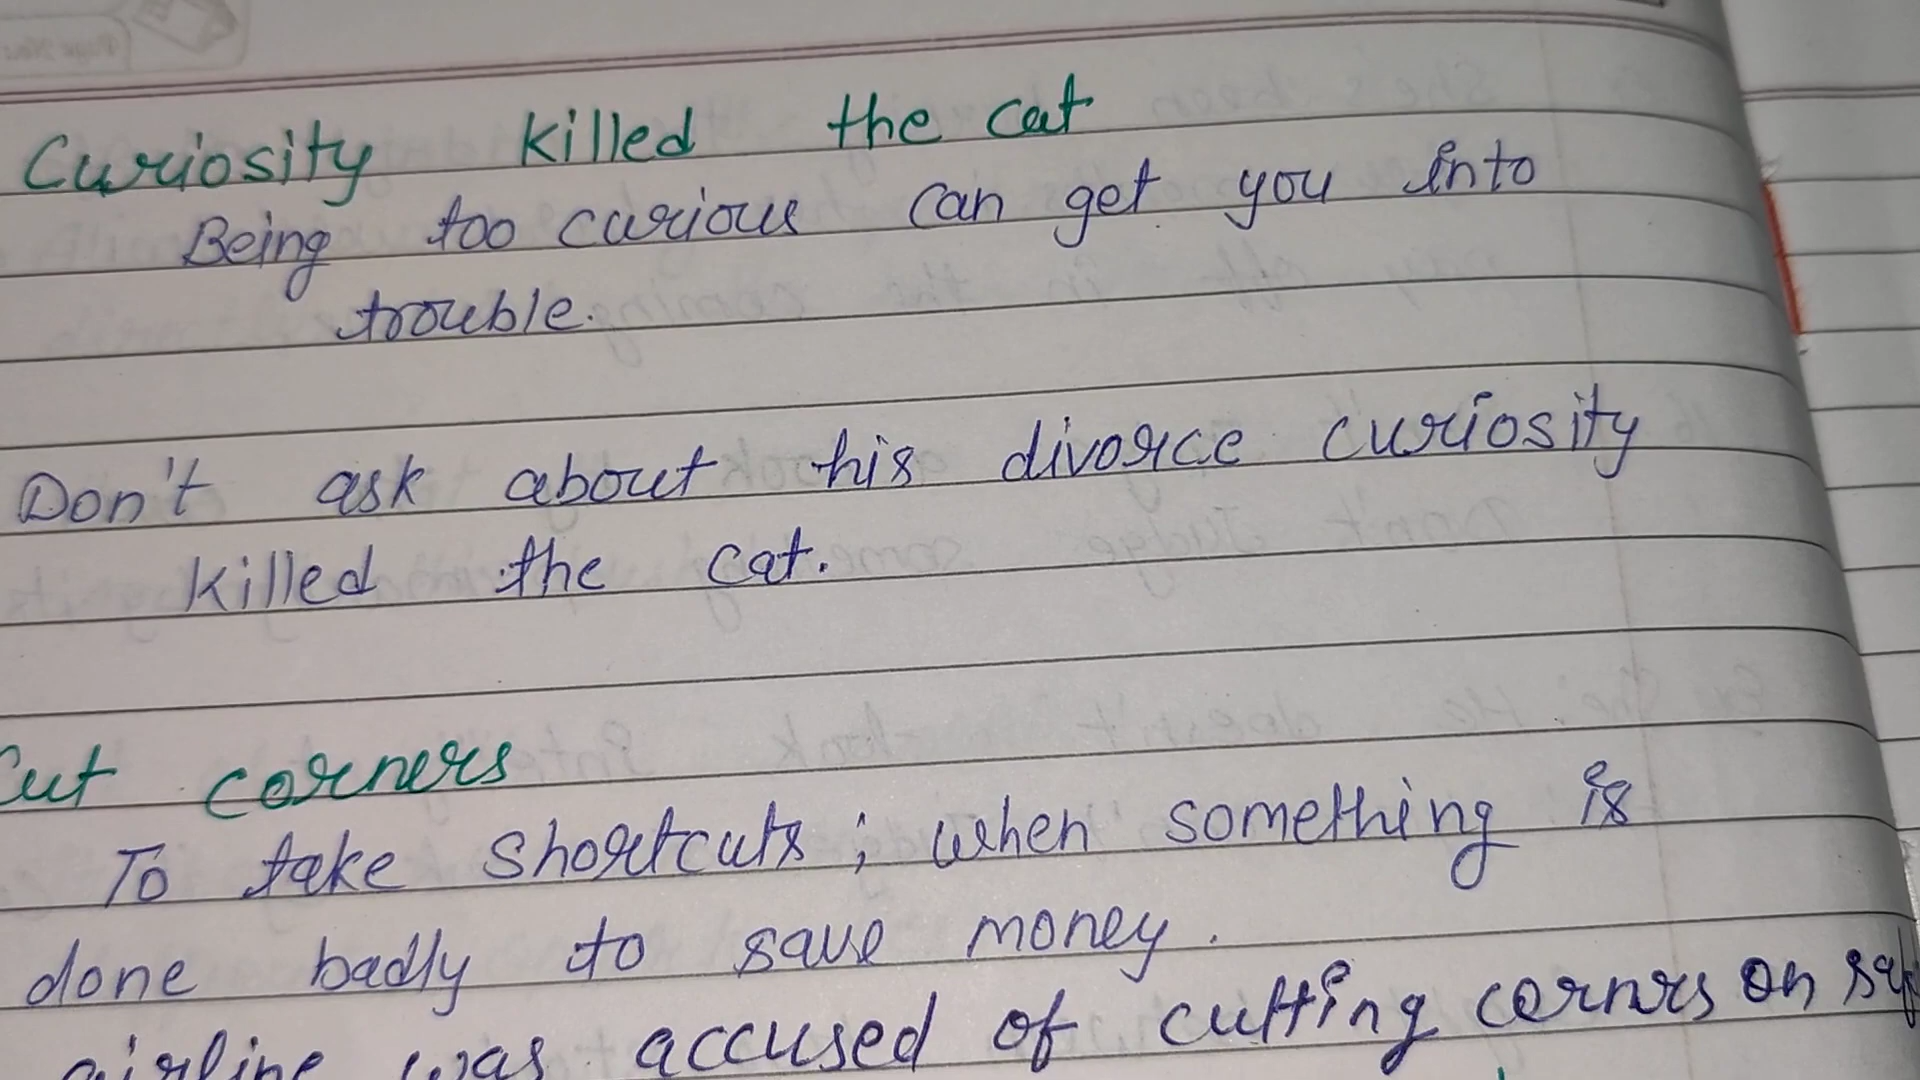 Curiosity killed the cat
Being too curious can get you into
trouble.
Don't ask about his divorce curiosity
killed the cat.
Cut corners
To take shortcuts; when something is
done badly to save money.
airline was accused of cutting corners on